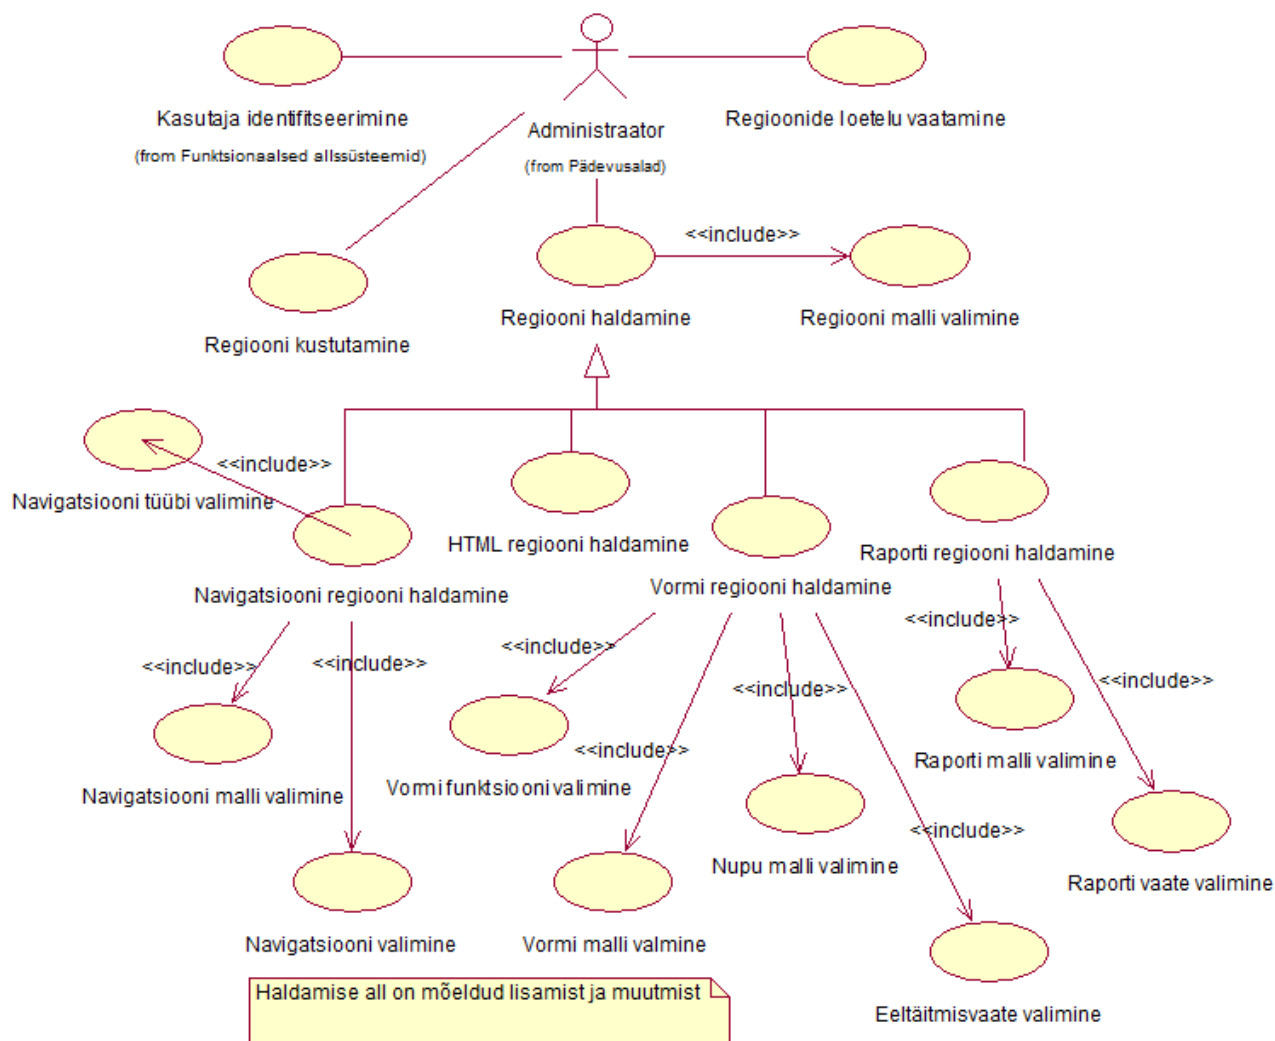 Kasutaja identifitseerimine
(from Funktsionaalsed allssüsteemid)
Administraator
(from Pädevusalad)
Regioonide loetelu vaatamine
<<include>>
Regiooni kustutamine
Regiooni haldamine
Regiooni malli valimine
<<include>>
Navigatsiooni tüübi valimine
HTML regiooni haldamine
Raporti regiooni haldamine
Navigatsiooni regiooni haldamine
Vormi regiooni haldamine
<<include>>
<<include>>
<<include>>
<<include>>
<<include>>
<<include>>
<<include>>
Navigatsiooni malli valimine
Vormi funktsiooni valimine
Raporti malli valimine
<<include>>
<<include>>
Nupu malli valimine
Raporti vaate valimine
Navigatsiooni valimine
Vormi malli valmine
Haldamise all on mõeldud lisamist ja muutmist
Eeltäitmisvaate valimine